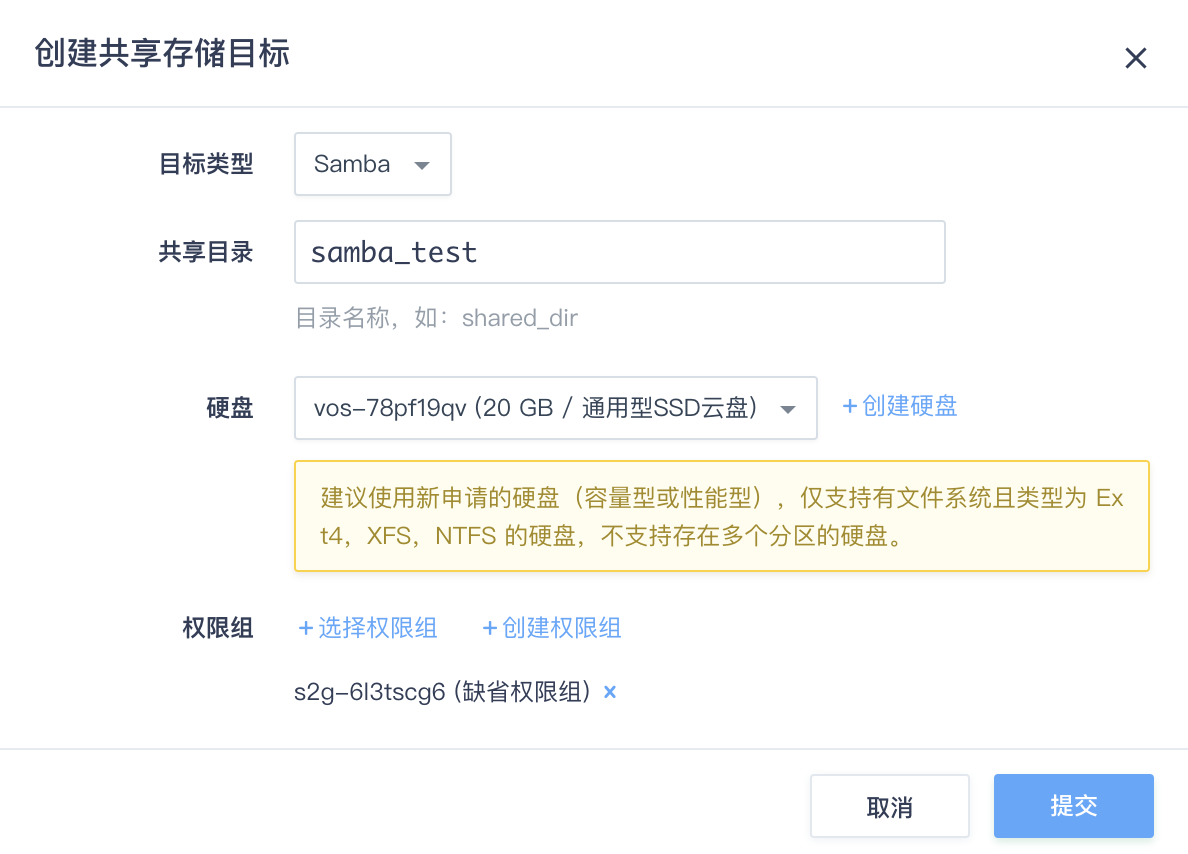 创建共享存储目标
目标类型 Samba
共享目录 samba_test
目录名称，如：shared_dir
硬盘 vos-78pf19qv (20 GB / 通用型SSD云盘) +创建硬盘
建议使用新申请的硬盘（容量型或性能型），仅支持有文件系统且类型为 Ex
t4，XFS，NTFS 的硬盘，不支持存在多个分区的硬盘。
权限组 +选择权限组 +创建权限组
s2g-6l3tscg6 (缺省权限组) ×
取消 提交